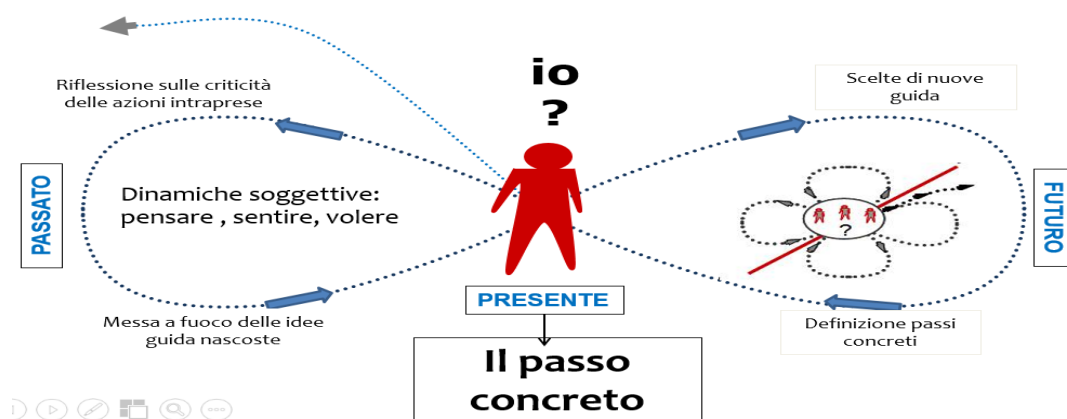 io
?
Riflessione sulle criticità
delle azioni intraprese
Scelte di nuove
guida
PASSATO
Dinamiche soggettive:
pensare , sentire, volere
?
FUTURO
PRESENTE
Messa a fuoco delle idee
guida nascoste
Definizione passi
concreti
Il passo
concreto